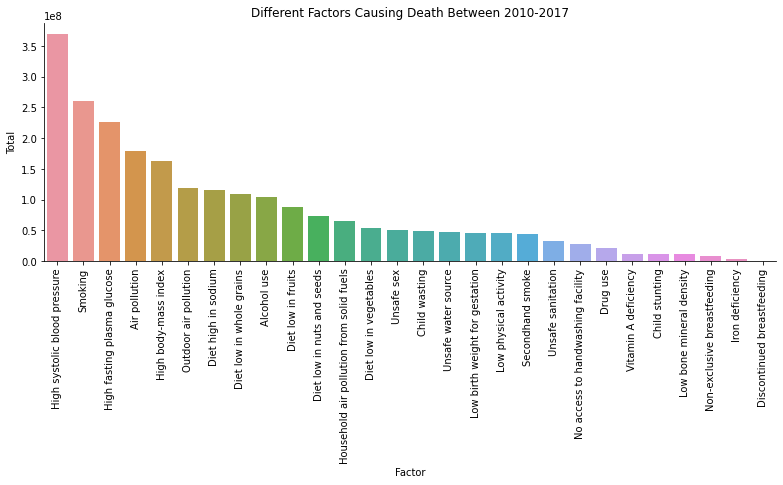 Different Factors Causing Death Between 2010-2017
1e8
3.5
3.0
2.5
2.0
1.5
1.0
0.5
0.0
Total
High systolic blood pressure
Smoking
High fasting plasma glucose
Air pollution
High body-mass index
Outdoor air pollution
Diet high in sodium
Diet low in whole grains
Alcohol use
Diet low in fruits
Diet low in nuts and seeds
Household air pollution from solid fuels
Diet low in vegetables
Unsafe sex
Child wasting
Unsafe water source
Low birth weight for gestation
Low physical activity
Secondhand smoke
Unsafe sanitation
No access to handwashing facility
Drug use
Vitamin A deficiency
Child stunting
Low bone mineral density
Non-exclusive breastfeeding
Iron deficiency
Discontinued breastfeeding
Factor